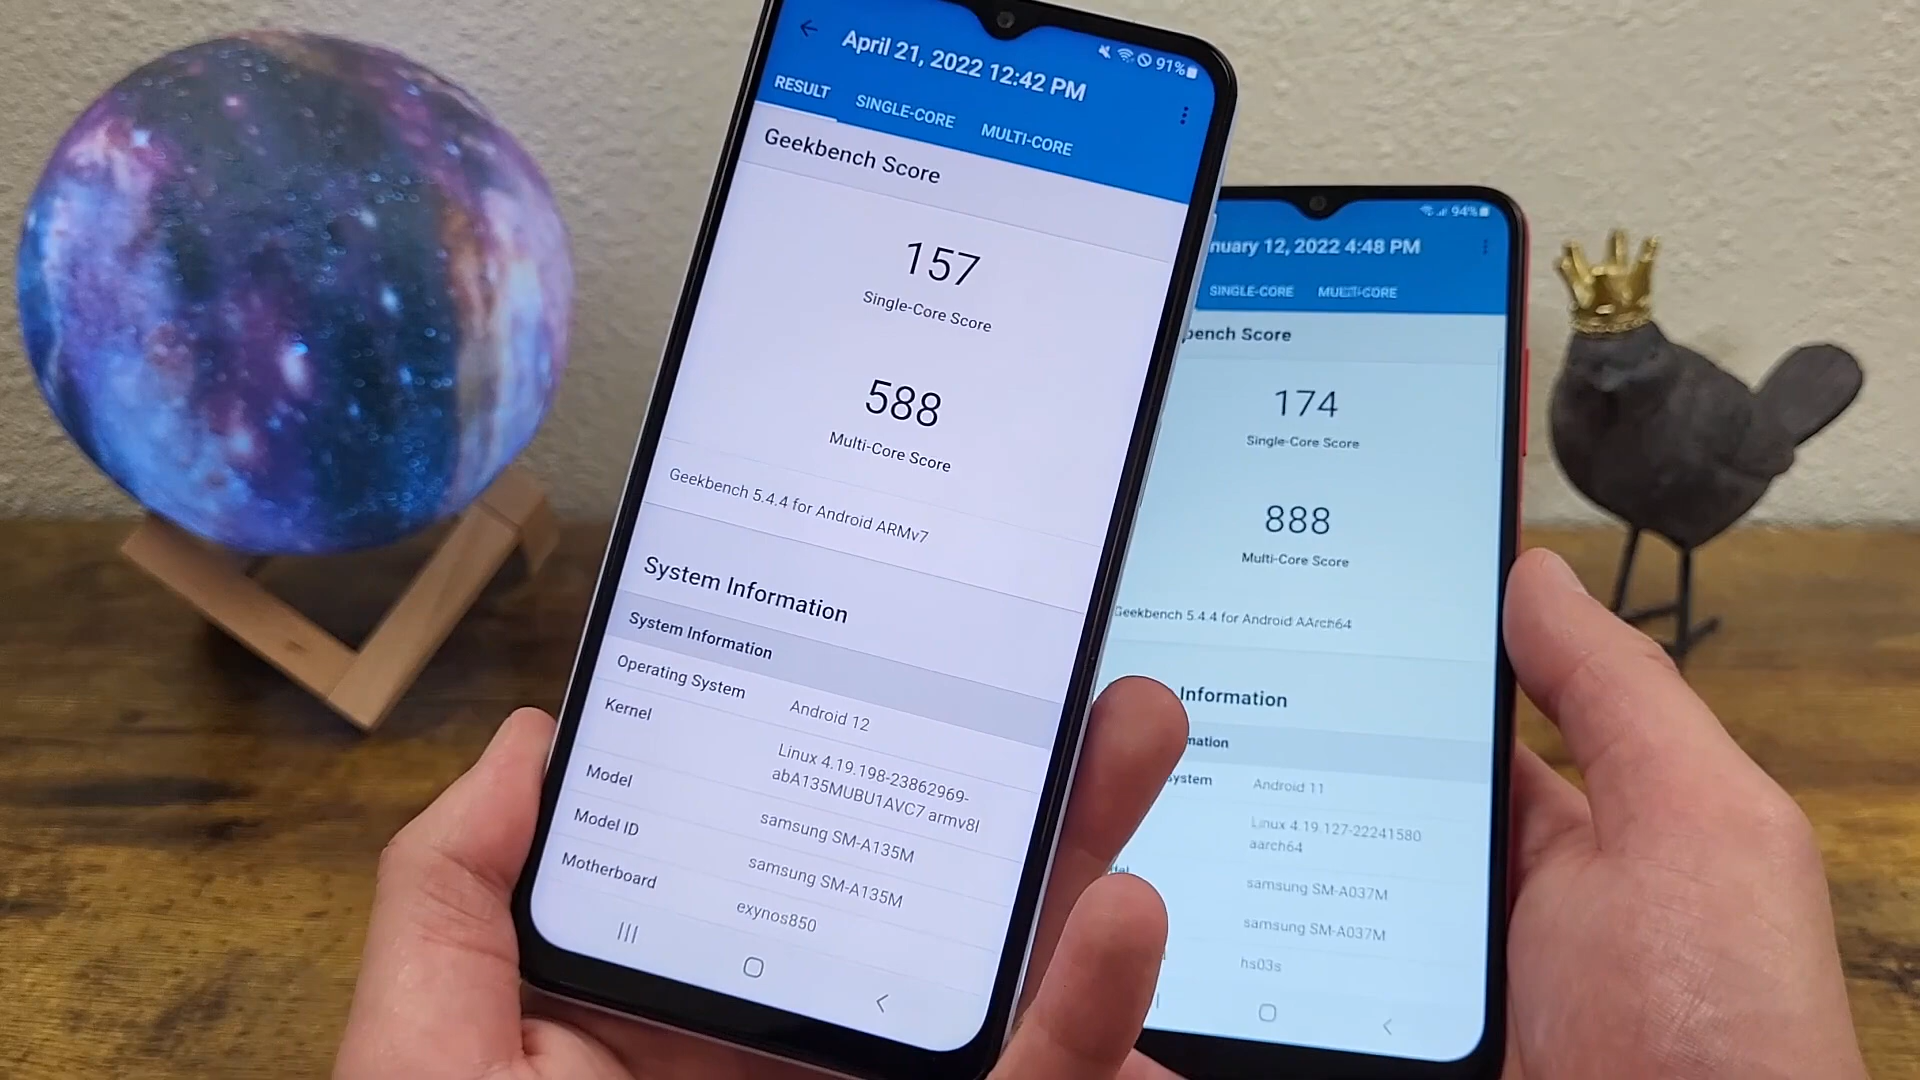 April 21, 2022 12:42 PM
91%
RESULT
SINGLE-CORE
MULTI-CORE
Geekbench Score
157
Single-Core Score
588
Multi-Core Score
Geekbench 5.4.4 for Android ARMv7
System Information
System Information
Operating System
Android 12
Kernel
Linux 4.19.198-23862969-
abA135MUBU1AVC7 armv8l
Model
samsung SM-A135M
Model ID
samsung SM-A135M
Motherboard
exynos850
94%
nuary 12, 2022 4:48 PM
SINGLE-CORE
MULTI-CORE
bench Score
174
Single-Core Score
888
Multi-Core Score
Geekbench 5.4.4 for Android AArch64
Information
mation
System
Android 11
Linux 4.19.127-22241580
aarch64
samsung SM-A037M
samsung SM-A037M
hs03s